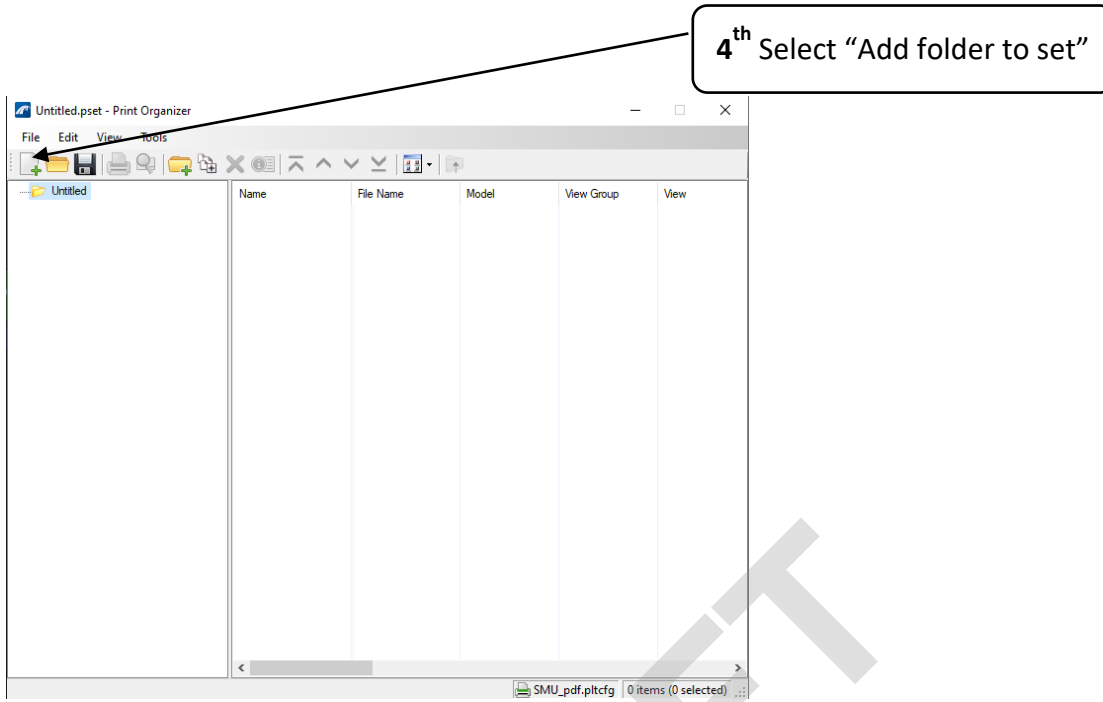 4th Select “Add folder to set”
Untitled.pset - Print Organizer
File Edit View Tools
Untitled
Name File Name Model View Group View
SMU_pdf.pltcfg 0 items (0 selected)